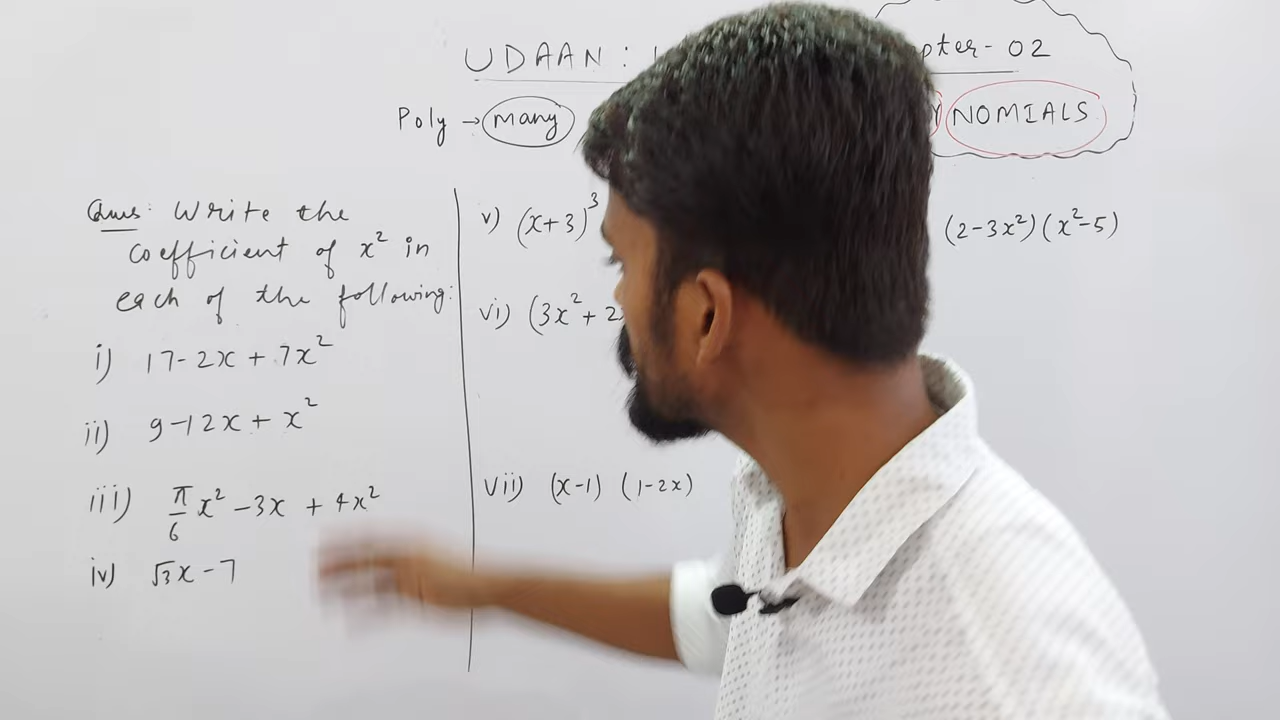 UDAAN :
Chapter- 02
Poly → many
NOMIALS
Ques: Write the
coefficient of x² in
each of the following:
i) 17-2x + 7x²
ii) 9-12x + x²
iii) π/6 x² -3x + 4x²
iv) √3x -7
v) (x+3)³
vi) (3x² + 2
vii) (x-1) (1-2x)
(2-3x²)(x²-5)